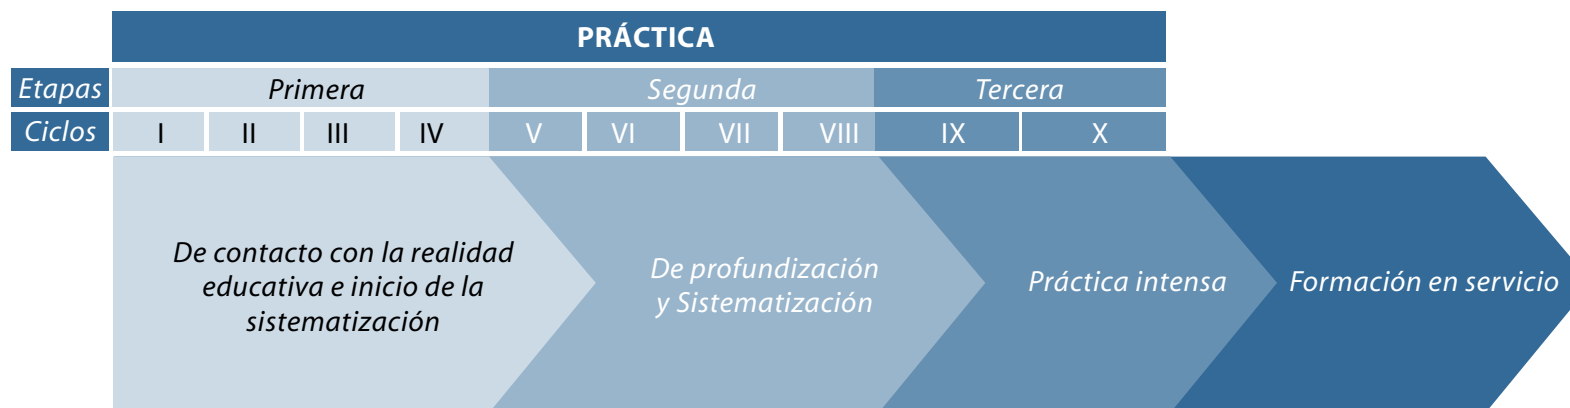 PRÁCTICA
Etapas Primera Segunda Tercera
Ciclos I II III IV V VI VII VIII IX X
De contacto con la realidad
educativa e inicio de la
sistematización
De profundización
y Sistematización
Práctica intensa
Formación en servicio